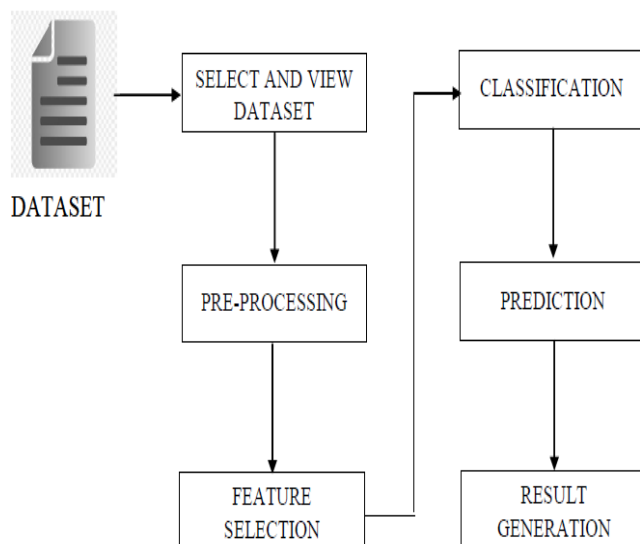 DATASET
SELECT AND VIEW
DATASET
PRE-PROCESSING
FEATURE
SELECTION
CLASSIFICATION
PREDICTION
RESULT
GENERATION